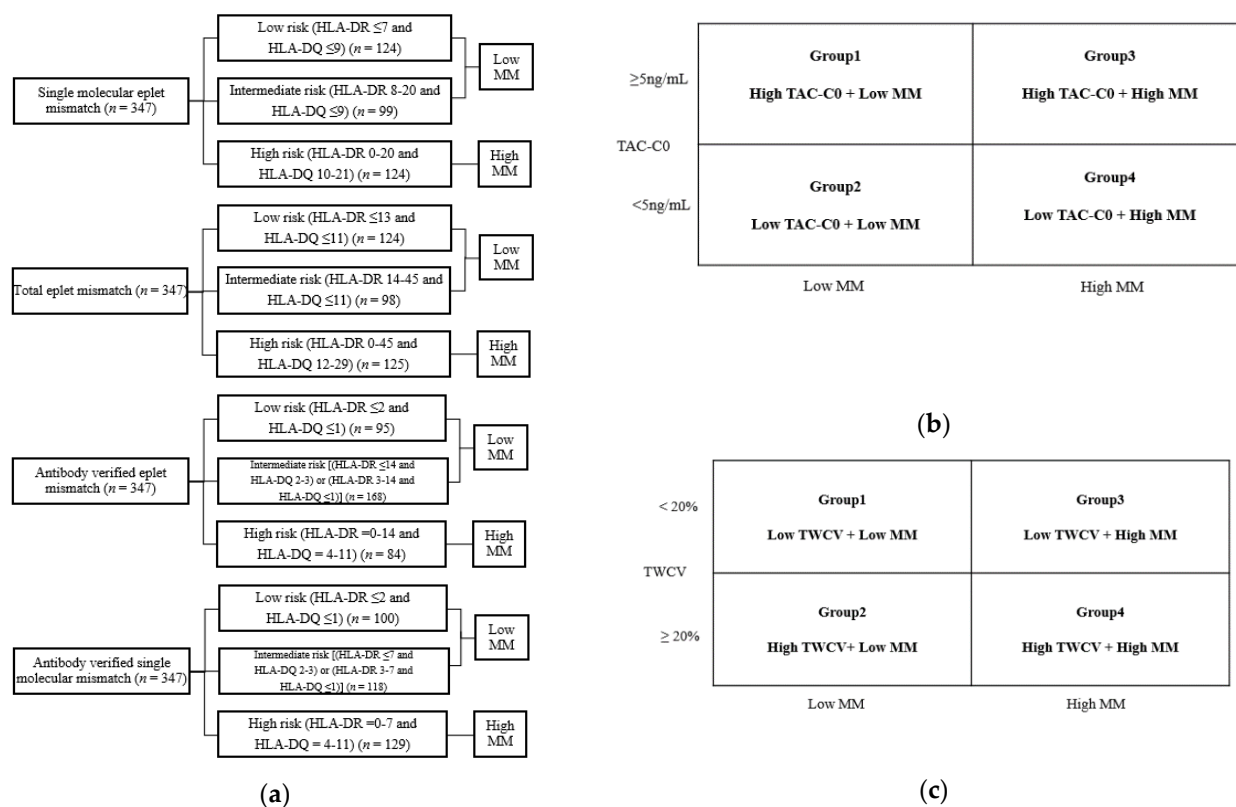 Single molecular eplet
mismatch (n = 347)
Low risk (HLA-DR ≤7 and
HLA-DQ ≤9) (n = 124)
Intermediate risk (HLA-DR 8-20 and
HLA-DQ ≤9) (n = 99)
High risk (HLA-DR 0-20 and
HLA-DQ 10-21) (n = 124)
Low
MM
High
MM
Total eplet mismatch (n = 347)
Low risk (HLA-DR ≤13 and
HLA-DQ ≤11) (n = 124)
Intermediate risk (HLA-DR 14-45 and
HLA-DQ ≤11) (n = 98)
High risk (HLA-DR 0-45 and
HLA-DQ 12-29) (n = 125)
Low
MM
High
MM
Antibody verified eplet
mismatch (n = 347)
Low risk (HLA-DR ≤2 and
HLA-DQ ≤1) (n = 95)
Intermediate risk [(HLA-DR ≤14 and
HLA-DQ 2-3) or (HLA-DR 3-14 and
HLA-DQ ≤1)] (n = 168)
High risk (HLA-DR =0-14 and
HLA-DQ = 4-11) (n = 84)
Low
MM
High
MM
Antibody verified single
molecular mismatch (n = 347)
Low risk (HLA-DR ≤2 and
HLA-DQ ≤1) (n = 100)
Intermediate risk [(HLA-DR ≤7 and
HLA-DQ 2-3) or (HLA-DR 3-7 and
HLA-DQ ≤1)] (n = 118)
High risk (HLA-DR =0-7 and
HLA-DQ = 4-11) (n = 129)
Low
MM
High
MM
(a)
≥5ng/mL
TAC-C0
<5ng/mL
Group1
High TAC-C0 + Low MM
Group3
High TAC-C0 + High MM
Group2
Low TAC-C0 + Low MM
Group4
Low TAC-C0 + High MM
Low MM
High MM
(b)
< 20%
TWCV
≥ 20%
Group1
Low TWCV + Low MM
Group3
Low TWCV + High MM
Group2
High TWCV+ Low MM
Group4
High TWCV + High MM
Low MM
High MM
(c)